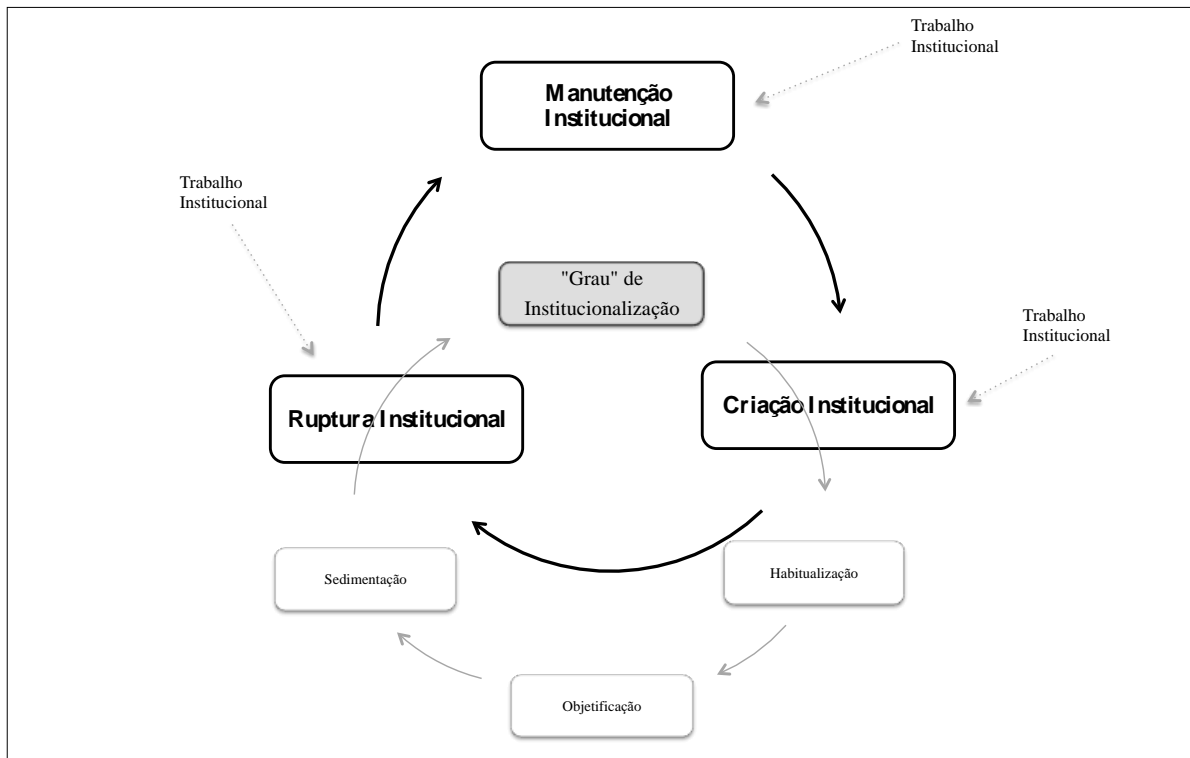 Trabalho
Institucional
Manutenção
Institucional
Trabalho
Institucional
"Grau" de
Institucionalização
Trabalho
Institucional
Ruptura Institucional
Criação Institucional
Sedimentação
Habitualização
Objetificação